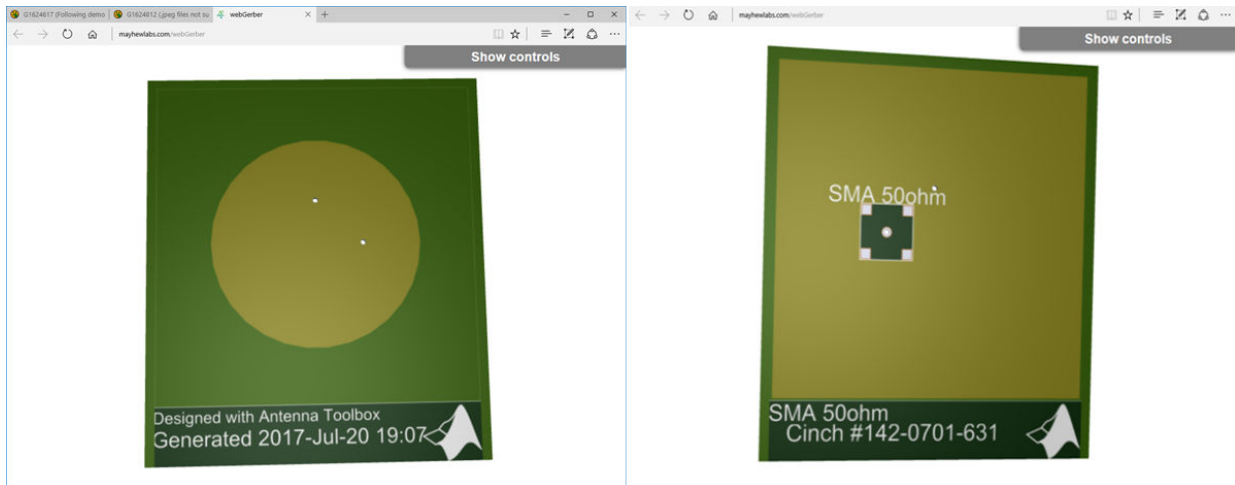 G1624617 (Following demo
G1624812 (.jpeg files not su
webGerber
mayhewlabs.com/webGerber
Show controls
Designed with Antenna Toolbox
Generated 2017-Jul-20 19:07
mayhewlabs.com/webGerber
Show controls
SMA 50ohm
SMA 50ohm
Cinch #142-0701-631